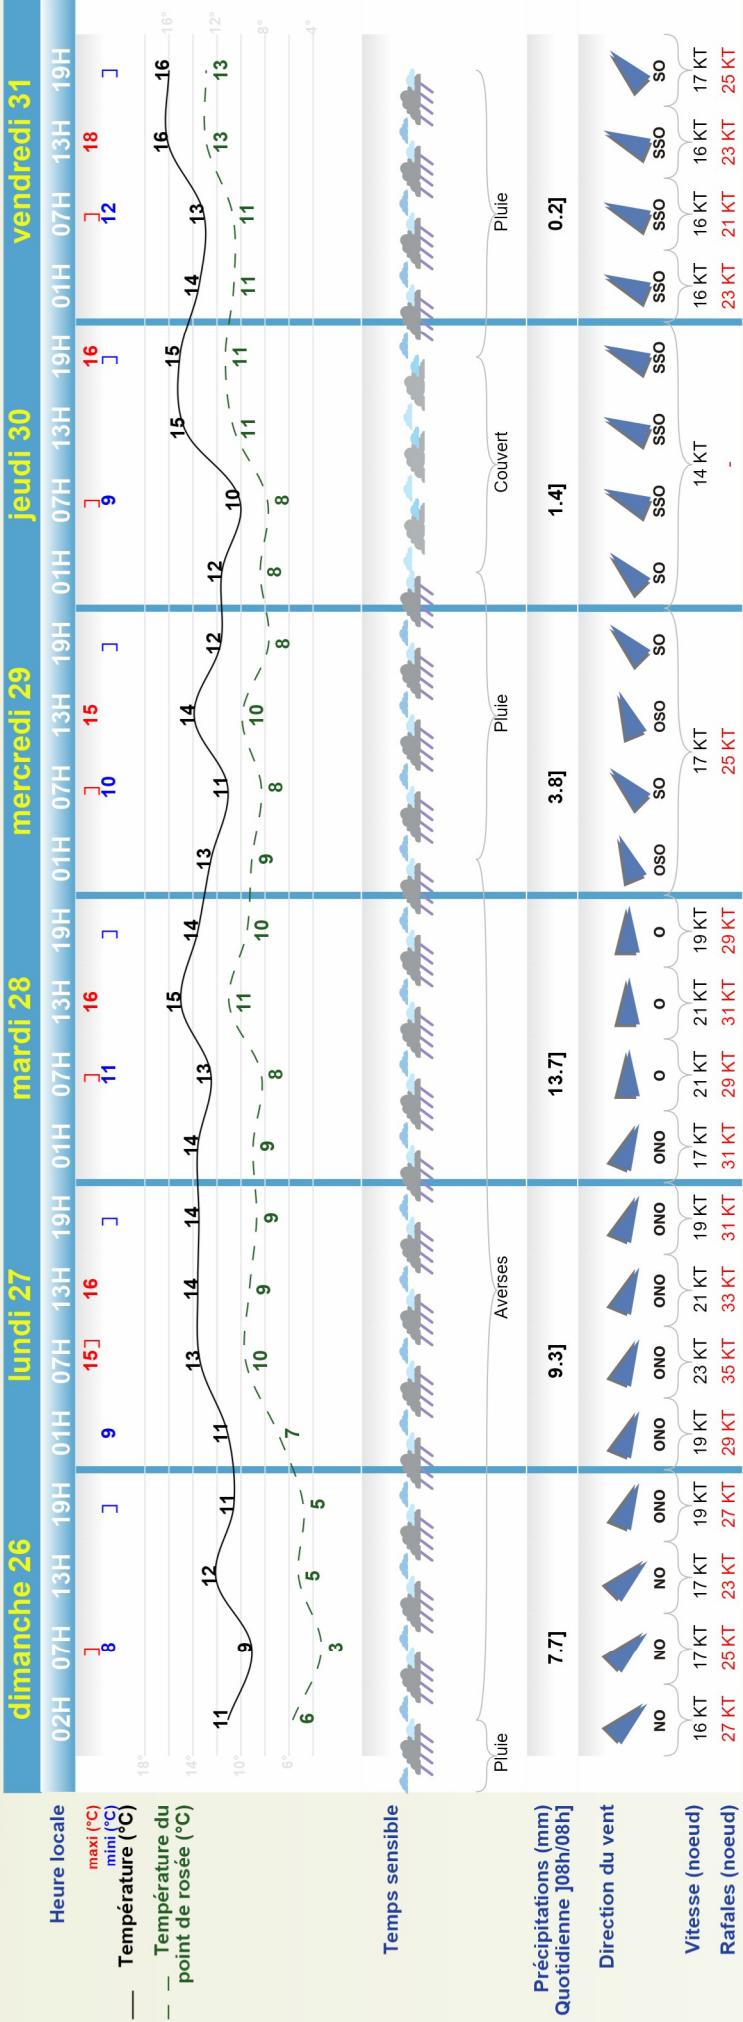 dimanche 26 lundi 27 mardi 28 mercredi 29 jeudi 30 vendredi 31
Heure locale 02H 07H 13H 19H 01H 07H 13H 19H 01H 07H 13H 19H 01H 07H 13H 19H 01H 07H 13H 19H 01H 07H 13H 19H
maxi (°C) 15 16 16 15 16 18
mini (°C) 8 9 11 10 9 12
Température (°C) 11 9 12 11 11 13 14 14 14 13 15 14 13 11 14 12 12 10 15 15 14 13 16 16
Température du
point de rosée (°C) 6 3 5 5 7 10 9 9 9 8 11 10 9 8 10 8 8 8 11 11 11 11 13 13
18° 16°
14° 12°
10° 8°
6° 4°
Temps sensible
Pluie Averses Pluie Couvert Pluie
Précipitations (mm)
Quotidienne ]08h/08h] 7.7] 9.3] 13.7] 3.8] 1.4] 0.2]
Direction du vent NO NO NO ONO ONO ONO ONO ONO ONO O O O OSO SO OSO SO SO SSO SSO SSO SSO SSO SSO SO
Vitesse (noeud) 16 KT 17 KT 17 KT 19 KT 19 KT 23 KT 21 KT 19 KT 17 KT 21 KT 21 KT 19 KT 17 KT 14 KT 16 KT 16 KT 16 KT 17 KT
Rafales (noeud) 27 KT 25 KT 23 KT 27 KT 29 KT 35 KT 33 KT 31 KT 31 KT 29 KT 31 KT 29 KT 25 KT - 23 KT 21 KT 23 KT 25 KT